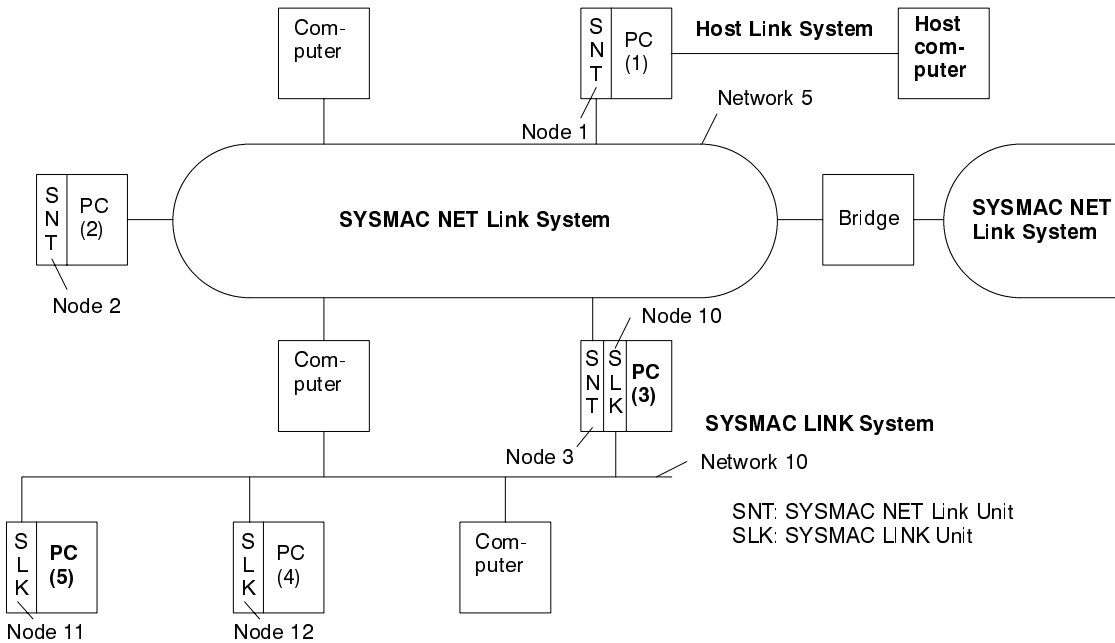 Com-
puter
S
N
T
PC
(1)
Host Link System
Host
com-
puter
Node 1
Network 5
S
N
T
PC
(2)
SYSMAC NET Link System
Bridge
SYSMAC NET
Link System
Node 2
Node 10
Com-
puter
S
N
T
S
L
K
PC
(3)
SYSMAC LINK System
Node 3
Network 10
SNT: SYSMAC NET Link Unit
SLK: SYSMAC LINK Unit
S
L
K
PC
(5)
S
L
K
PC
(4)
Com-
puter
Node 11
Node 12